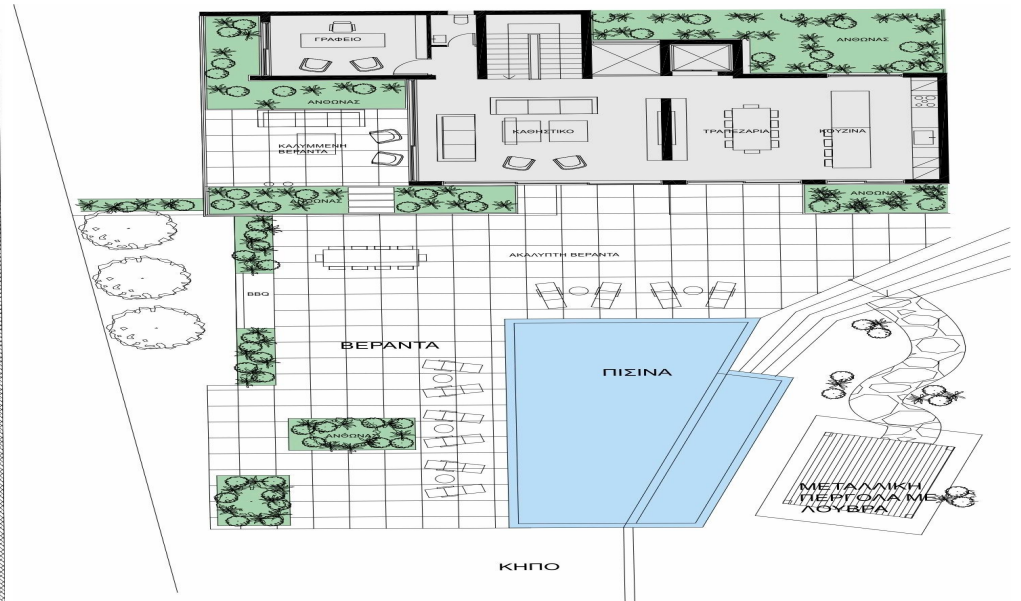 ΓΡΑΦΕΙΟ
ΑΝΘΩΝΑΣ
ΑΝΘΩΝΑΣ
ΚΑΘΗΣΤΙΚΟ
ΤΡΑΠΕΖΑΡΙΑ
ΚΟΥΖΙΝΑ
ΚΑΛΥΜΜΕΝΗ
ΒΕΡΑΝΤΑ
ΑΝΘΩΝΑΣ
ΑΝΘΩΝΑΣ
ΑΚΑΛΥΠΤΗ ΒΕΡΑΝΤΑ
BBQ
ΒΕΡΑΝΤΑ
ΠΙΣΙΝΑ
ΑΝΘΩΝΑΣ
ΜΕΤΑΛΛΙΚΗ
ΠΕΡΓΟΛΑ ΜΕ
ΛΟΥΒΡΑ
ΚΗΠΟ